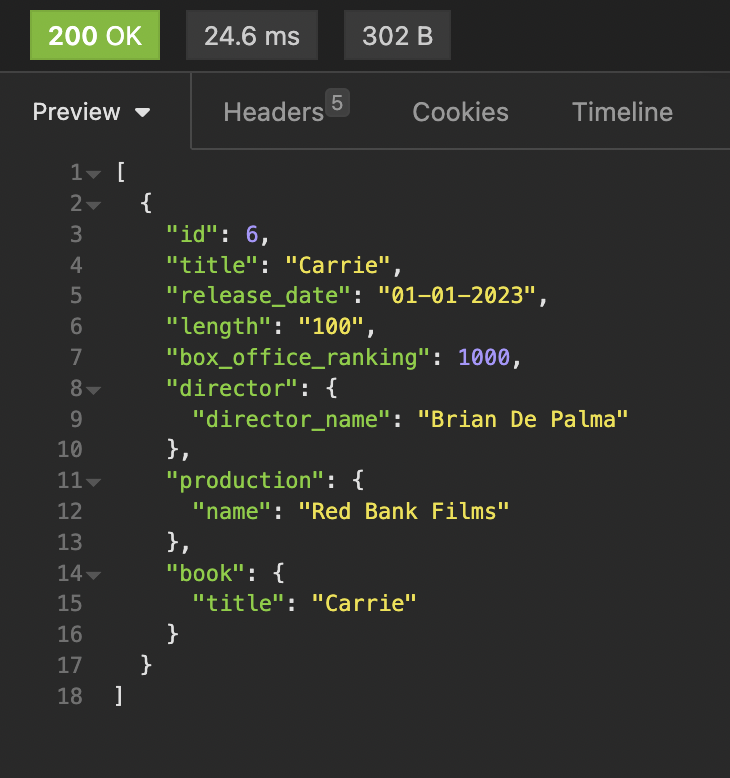 200 OK 24.6 ms 302 B
Preview Headers 5 Cookies Timeline
1 [
2 {
3 "id": 6,
4 "title": "Carrie",
5 "release_date": "01-01-2023",
6 "length": "100",
7 "box_office_ranking": 1000,
8 "director": {
9 "director_name": "Brian De Palma"
10 },
11 "production": {
12 "name": "Red Bank Films"
13 },
14 "book": {
15 "title": "Carrie"
16 }
17 }
18 ]